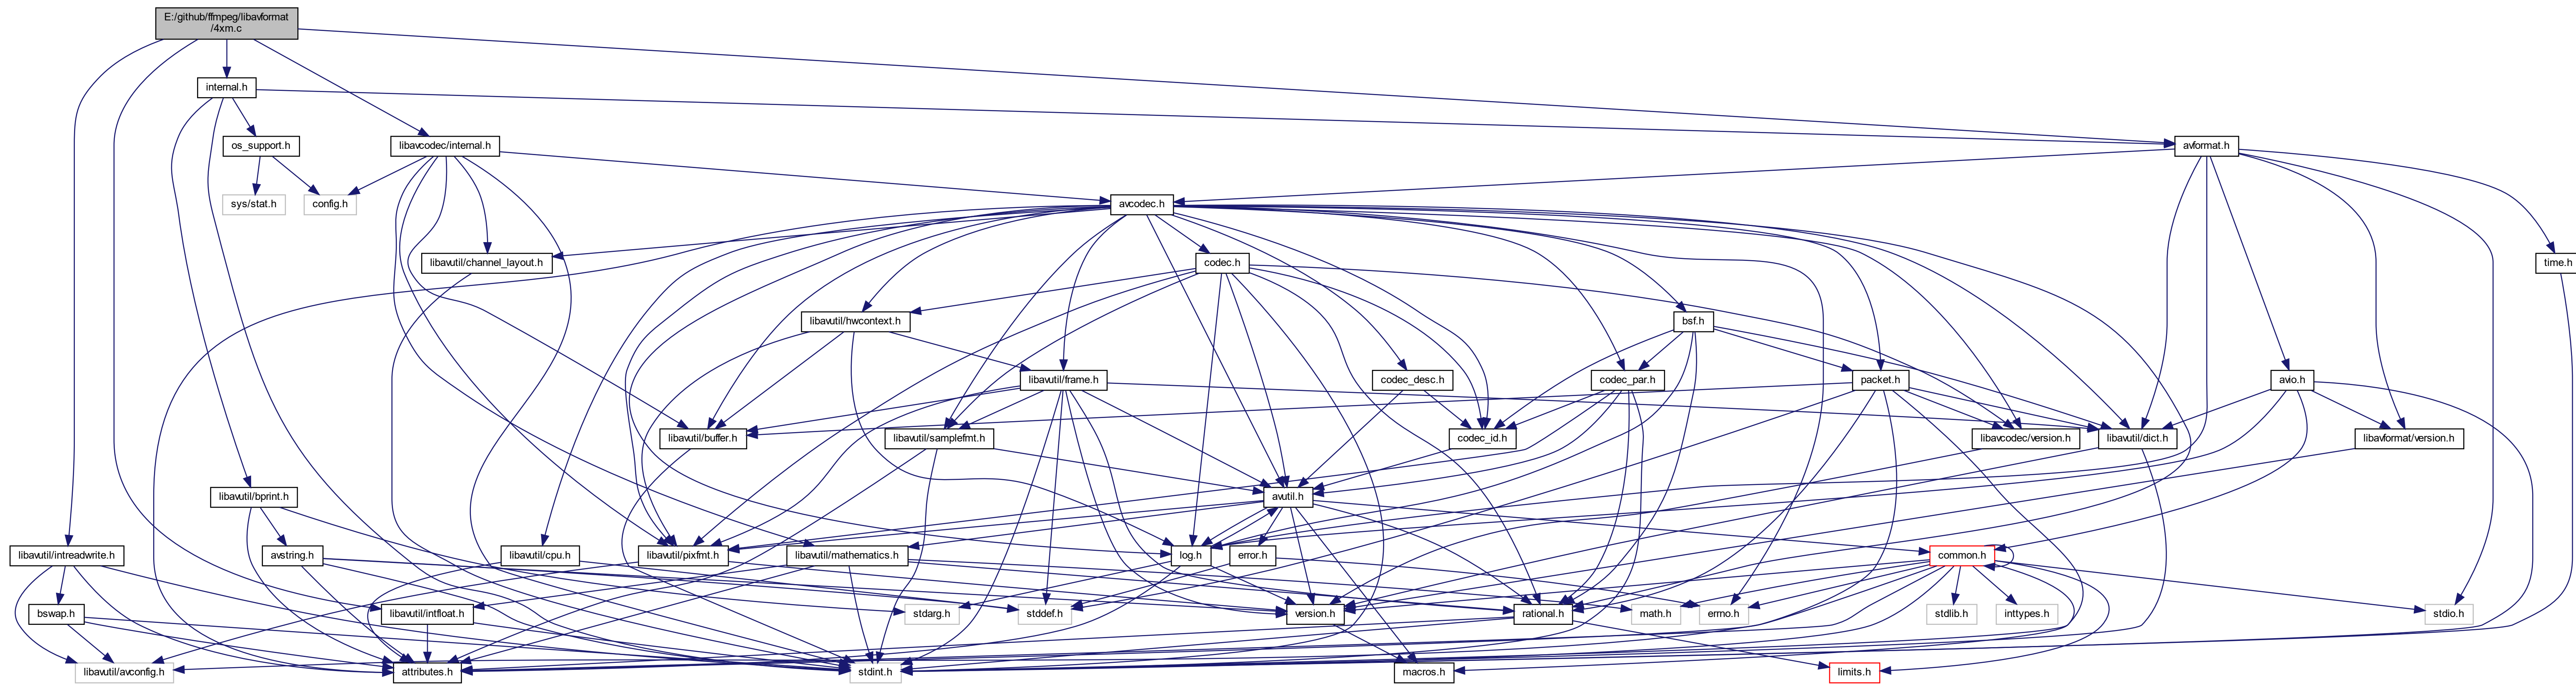 E:/github/ffmpeg/libavformat
/4xm.c
internal.h
os_support.h
libavcodec/internal.h
avformat.h
sys/stat.h
config.h
avcodec.h
libavutil/channel_layout.h
codec.h
time.h
libavutil/hwcontext.h
bsf.h
libavutil/frame.h
codec_desc.h
codec_par.h
packet.h
avio.h
libavutil/buffer.h
libavutil/samplefmt.h
codec_id.h
libavcodec/version.h
libavutil/dict.h
libavformat/version.h
libavutil/bprint.h
avutil.h
libavutil/intreadwrite.h
avstring.h
libavutil/cpu.h
libavutil/pixfmt.h
libavutil/mathematics.h
log.h
error.h
common.h
bswap.h
libavutil/intfloat.h
stdarg.h
stddef.h
version.h
rational.h
math.h
errno.h
stdlib.h
inttypes.h
stdio.h
libavutil/avconfig.h
attributes.h
stdint.h
macros.h
limits.h